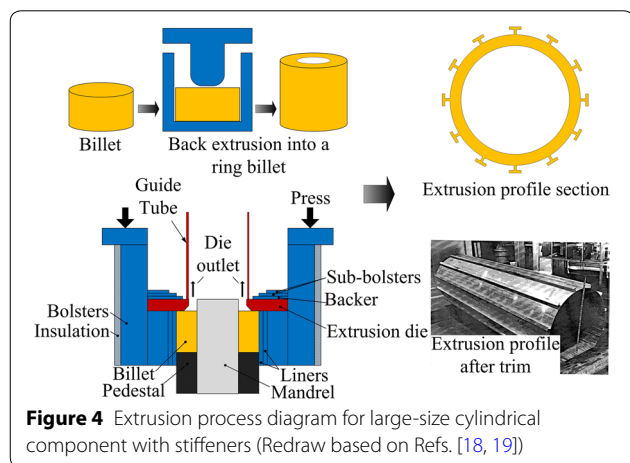 Billet
Back extrusion into a
ring billet
Extrusion profile section
Guide
Tube
Press
Die
outlet
Sub-bolsters
Backer
Bolsters
Insulation
Extrusion die
Billet
Pedestal
Liners
Mandrel
Extrusion profile
after trim
Figure 4 Extrusion process diagram for large-size cylindrical
component with stiffeners (Redraw based on Refs. [18, 19])